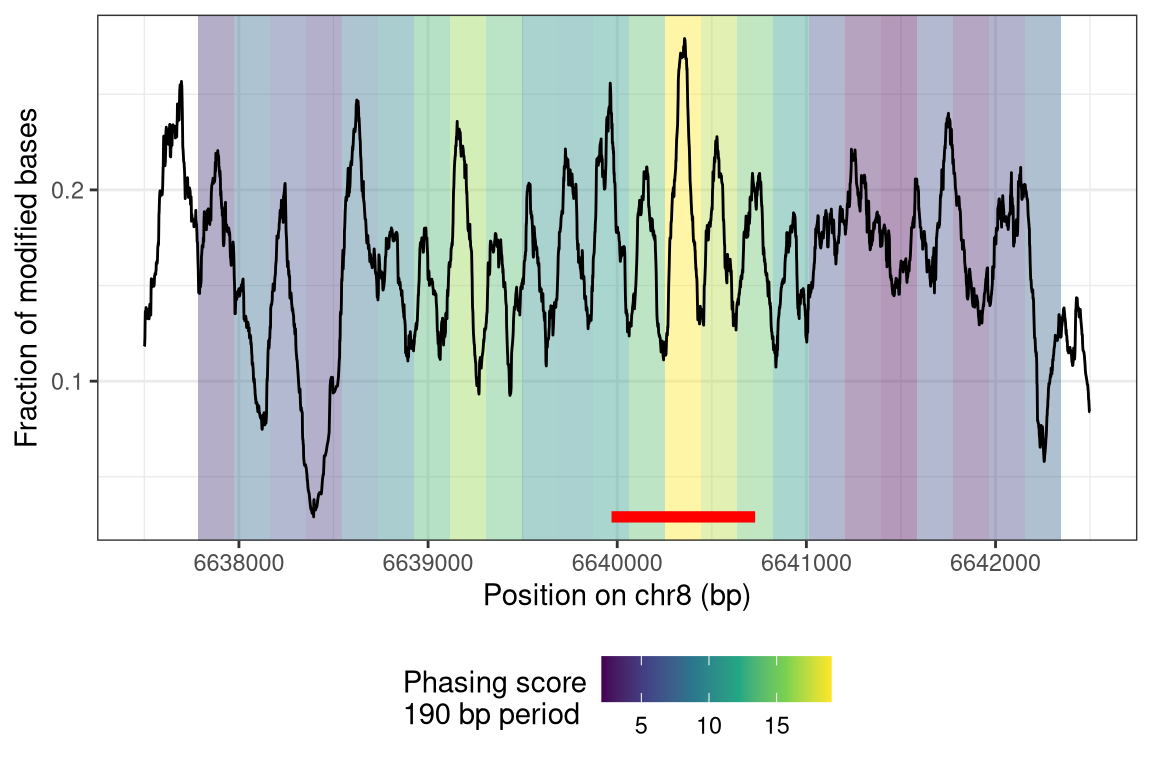 Fraction of modified bases
0.2
0.1
6638000 6639000 6640000 6641000 6642000
Position on chr8 (bp)
Phasing score
190 bp period
5 10 15